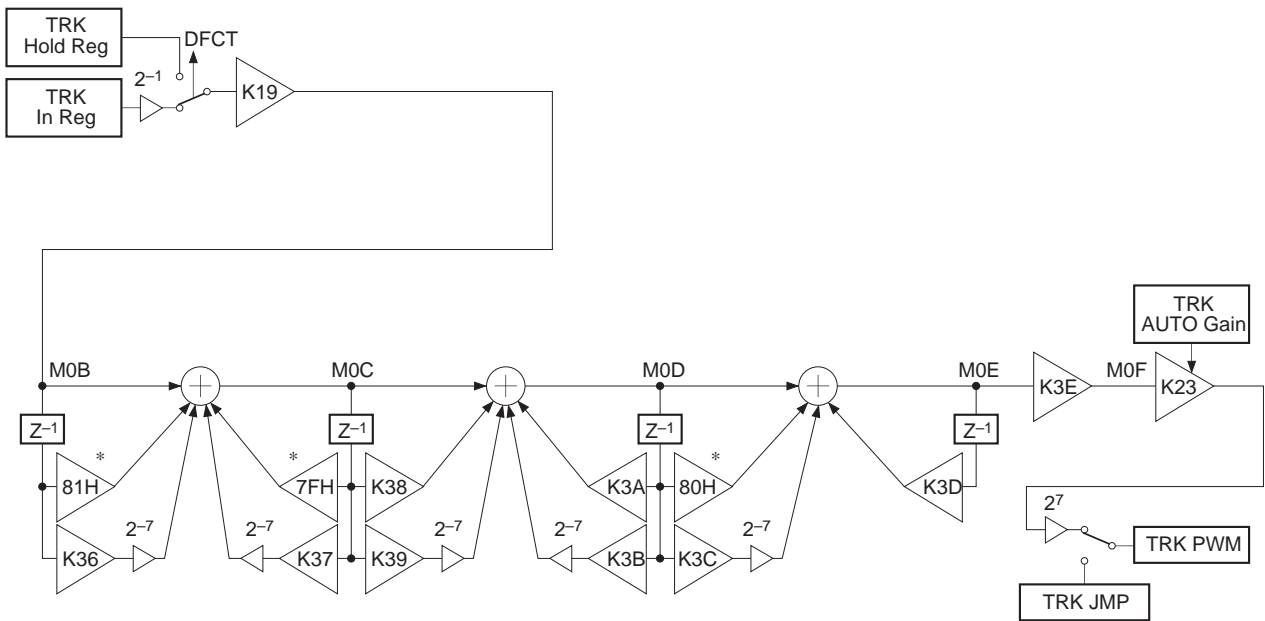 TRK
Hold Reg
DFCT
2⁻¹
TRK
In Reg
K19
TRK
AUTO Gain
M0B
M0C
M0D
M0E
K3E
M0F
K23
Z⁻¹
Z⁻¹
Z⁻¹
Z⁻¹
*
*
*
81H
7FH
K38
K3A
80H
K3D
2⁻⁷
2⁻⁷
2⁻⁷
2⁻⁷
2⁻⁷
2⁷
K36
K37
K39
K3B
K3C
TRK PWM
TRK JMP